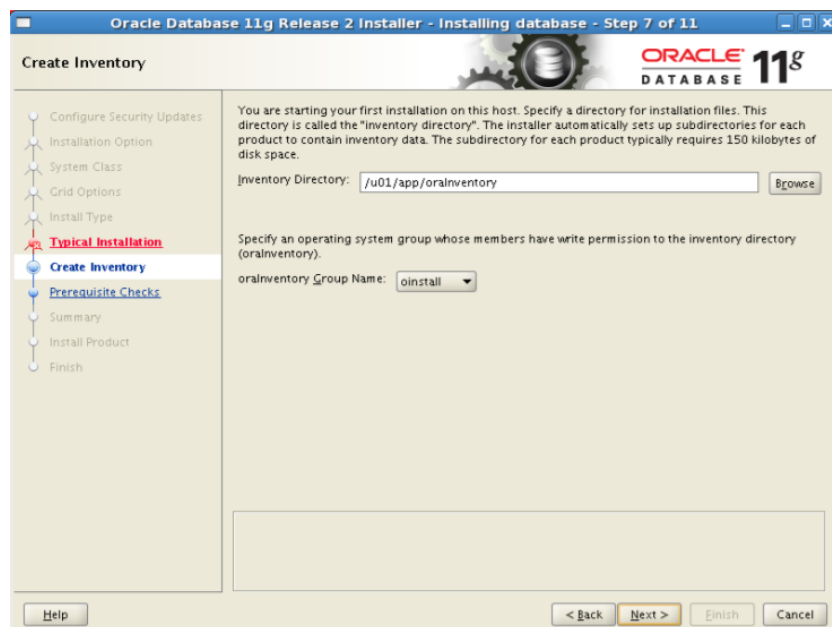 Oracle Database 11g Release 2 Installer - Installing database - Step 7 of 11
Create Inventory
ORACLE
DATABASE 11g
Configure Security Updates
Installation Option
System Class
Grid Options
Install Type
Typical Installation
Create Inventory
Prerequisite Checks
Summary
Install Product
Finish
You are starting your first installation on this host. Specify a directory for installation files. This
directory is called the "inventory directory". The installer automatically sets up subdirectories for each
product to contain inventory data. The subdirectory for each product typically requires 150 kilobytes of
disk space.
Inventory Directory: /u01/app/oraInventory Browse
Specify an operating system group whose members have write permission to the inventory directory
(oraInventory).
oraInventory Group Name: oinstall
Help < Back Next > Finish Cancel